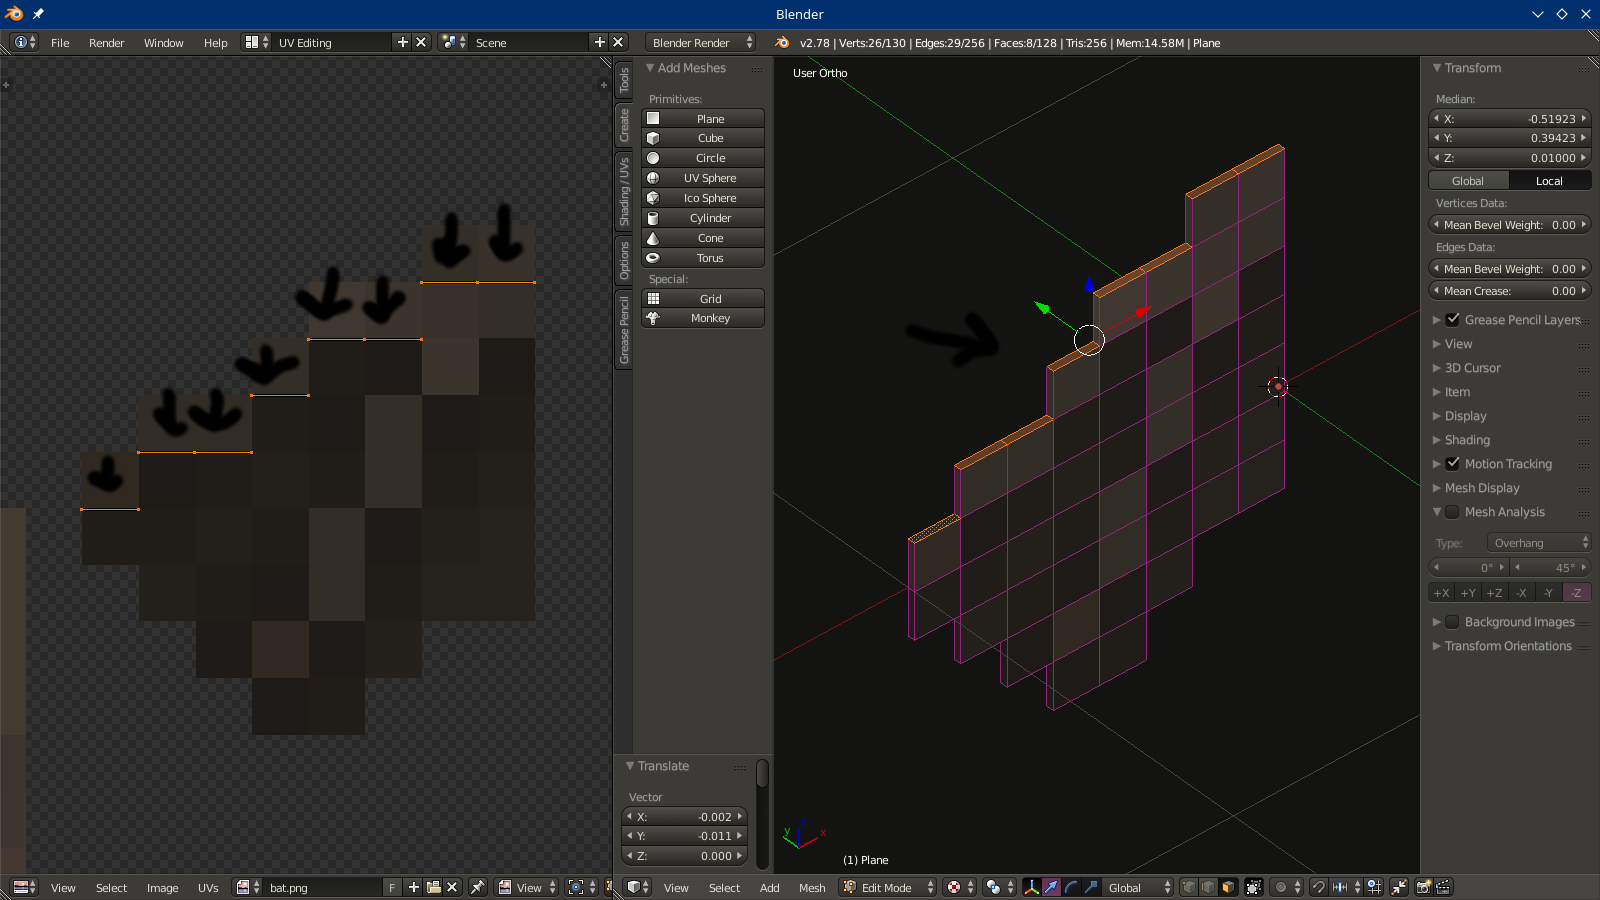 Blender
File Render Window Help UV Editing Scene Blender Render v2.78 | Verts:26/130 | Edges:29/256 | Faces:8/128 | Tris:256 | Mem:14.58M | Plane
Tools
Create
Shading / UVs
Options
Grease Pencil
Add Meshes
Primitives:
Plane
Cube
Circle
UV Sphere
Ico Sphere
Cylinder
Cone
Torus
Special:
Grid
Monkey
Translate
Vector
X: -0.002
Y: -0.011
Z: 0.000
User Ortho
z
y
x
(1) Plane
Transform
Median:
X: -0.51923
Y: 0.39423
Z: 0.01000
Global Local
Vertices Data:
Mean Bevel Weight: 0.00
Edges Data:
Mean Bevel Weight: 0.00
Mean Crease: 0.00
Grease Pencil Layers
View
3D Cursor
Item
Display
Shading
Motion Tracking
Mesh Display
Mesh Analysis
Type: Overhang
0° 45°
+X +Y +Z -X -Y -Z
Background Images
Transform Orientations
View Select Image UVs bat.png F View
View Select Add Mesh Edit Mode Global